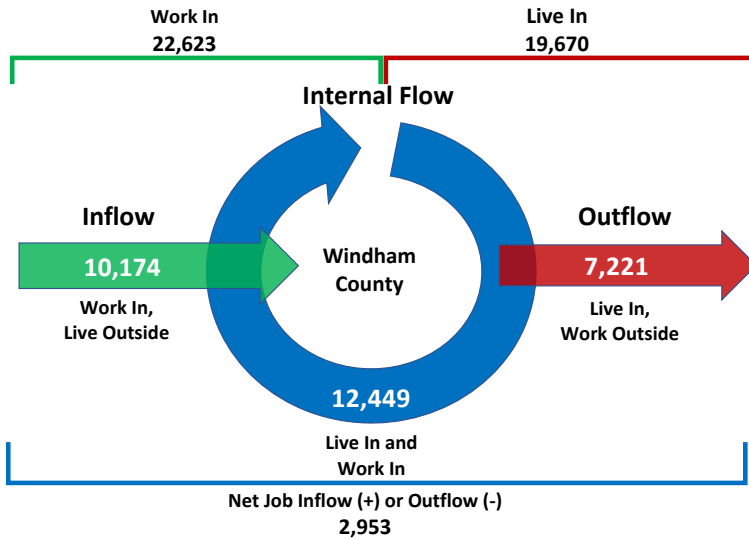 Work In
22,623
Live In
19,670
Internal Flow
Inflow
Outflow
10,174
Windham
County
7,221
Work In,
Live Outside
Live In,
Work Outside
12,449
Live In and
Work In
Net Job Inflow (+) or Outflow (-)
2,953